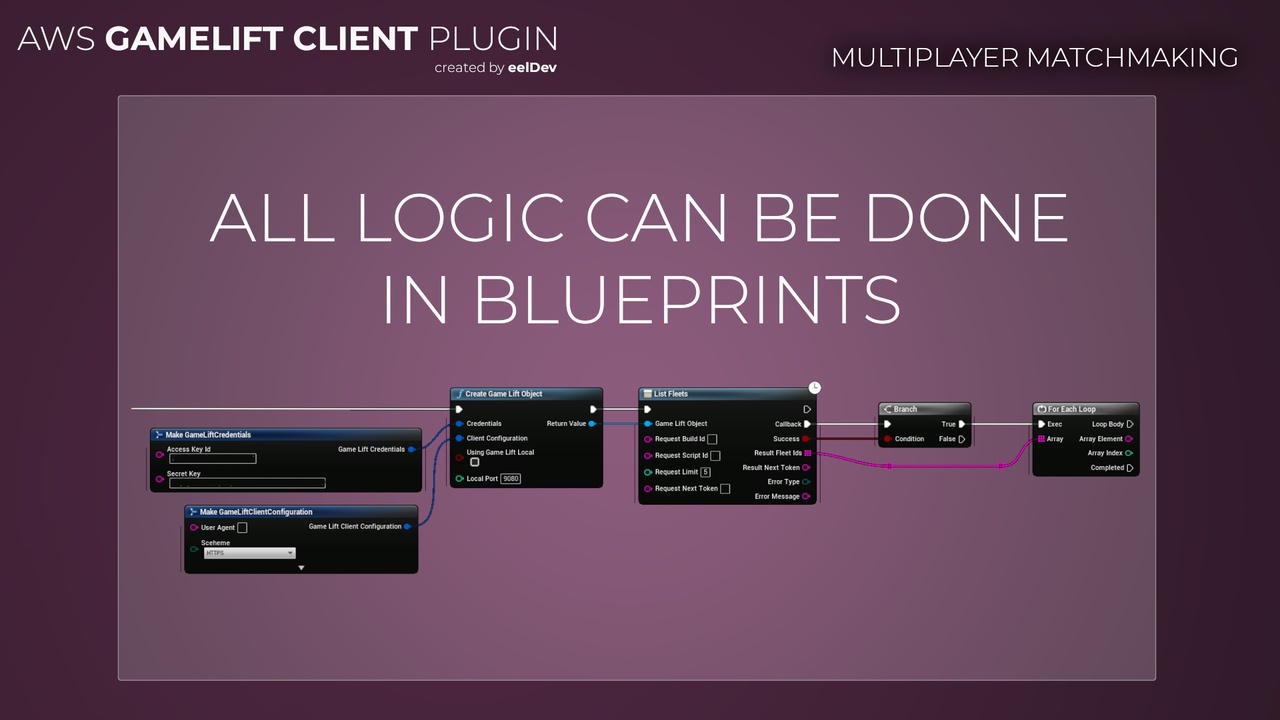 AWS GAMELIFT CLIENT PLUGIN
created by eelDev
MULTIPLAYER MATCHMAKING
ALL LOGIC CAN BE DONE
IN BLUEPRINTS
Make GameLiftCredentials
Access Key Id
Game Lift Credentials
Secret Key
Make GameLiftClientConfiguration
User Agent
Game Lift Client Configuration
Sceheme
HTTPS
Create Game Lift Object
Credentials
Return Value
Client Configuration
Using Game Lift Local
Local Port 9080
List Fleets
Game Lift Object
Callback
Request Build Id
Success
Request Script Id
Result Fleet Ids
Request Limit 5
Result Next Token
Request Next Token
Error Type
Error Message
Branch
True
Condition
False
For Each Loop
Exec
Loop Body
Array
Array Element
Array Index
Completed